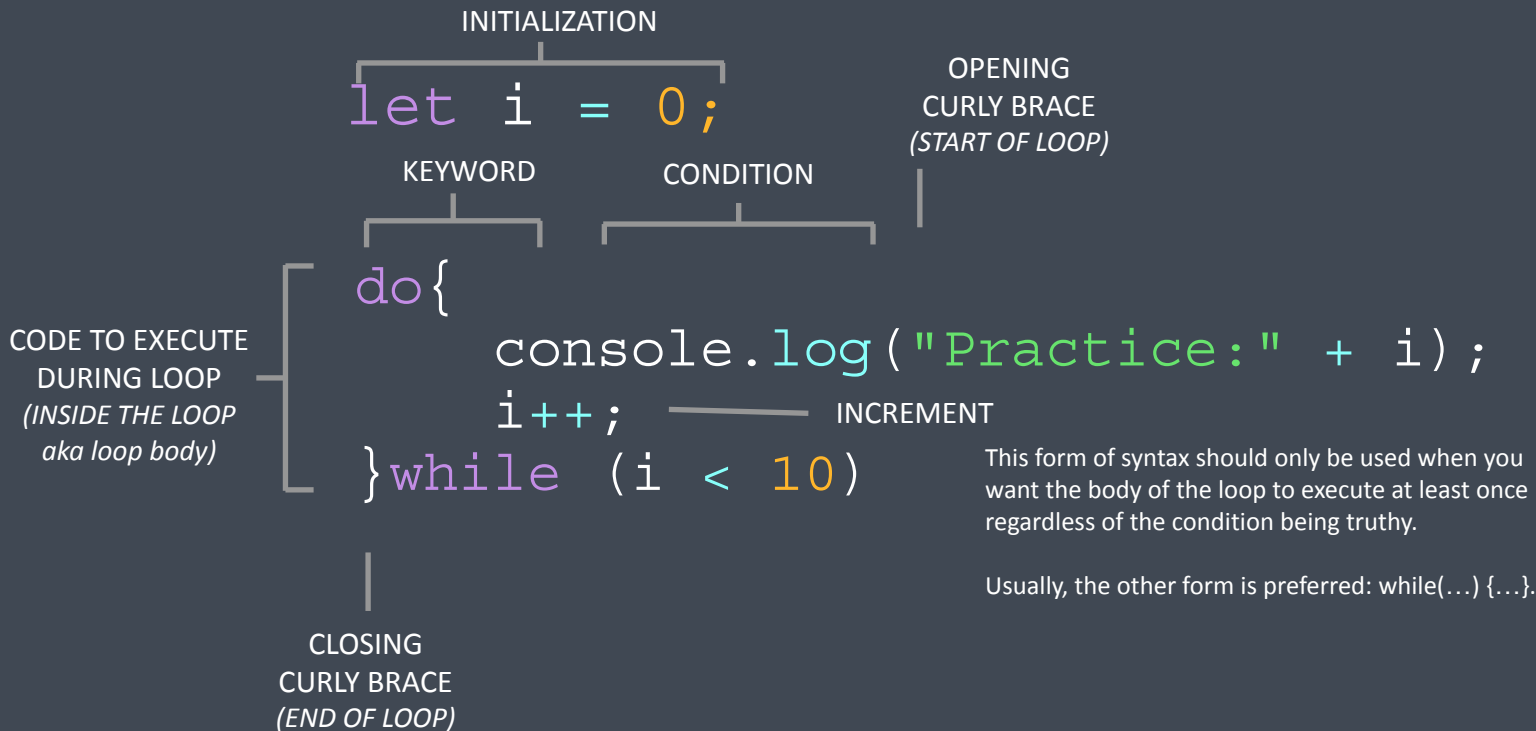 INITIALIZATION
let i = 0;
OPENING
CURLY BRACE
(START OF LOOP)
KEYWORD
CONDITION
do{
CODE TO EXECUTE
DURING LOOP
(INSIDE THE LOOP
aka loop body)
console.log("Practice:" + i);
i++;
INCREMENT
}while (i < 10)
This form of syntax should only be used when you
want the body of the loop to execute at least once
regardless of the condition being truthy.
Usually, the other form is preferred: while(…) {…}.
CLOSING
CURLY BRACE
(END OF LOOP)